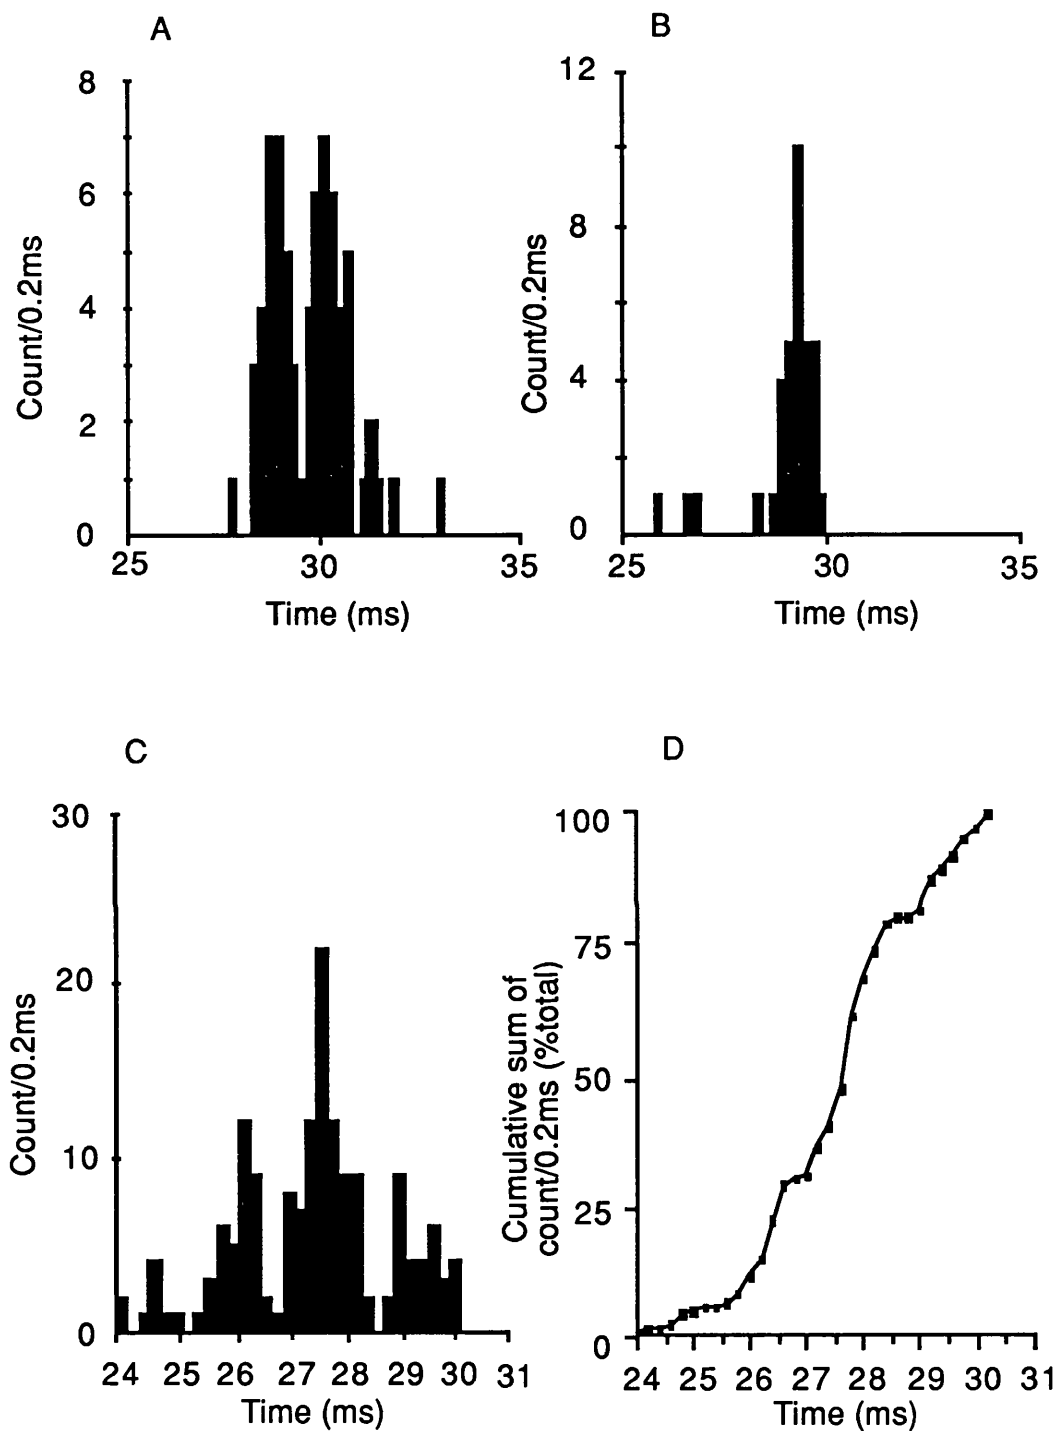 A
8
6
4
2
0
Count/0.2ms
25 30 35
Time (ms)
B
12
8
4
0
Count/0.2ms
25 30 35
Time (ms)
C
30
20
10
0
Count/0.2ms
24 25 26 27 28 29 30 31
Time (ms)
D
100
75
50
25
0
Cumulative sum of
count/0.2ms (%total)
24 25 26 27 28 29 30 31
Time (ms)